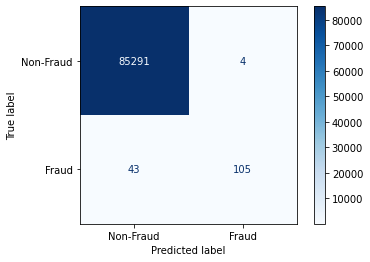 Non-Fraud
85291
4
Fraud
43
105
Non-Fraud
Fraud
Predicted label
True label
80000
70000
60000
50000
40000
30000
20000
10000